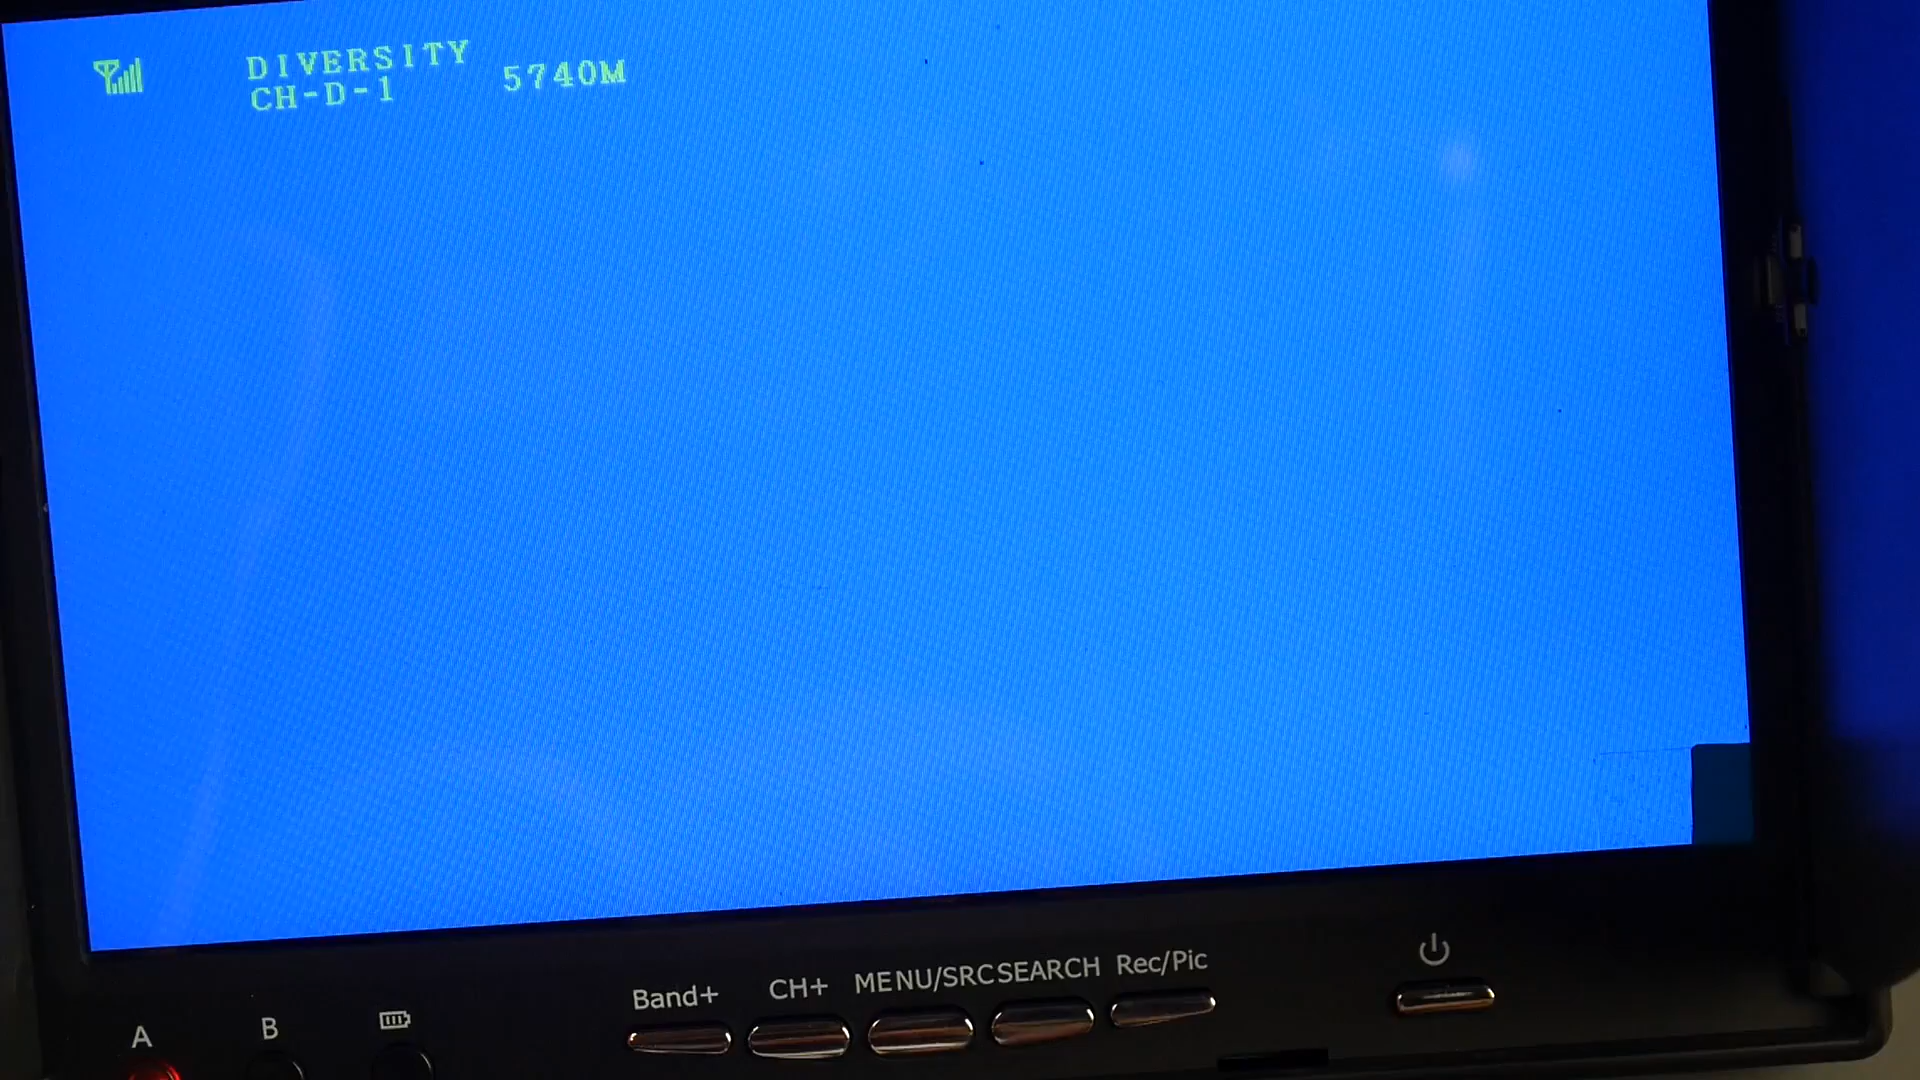 DIVERSITY
CH-D-1 5740M
Band+ CH+ MENU/SRC SEARCH Rec/Pic
A B